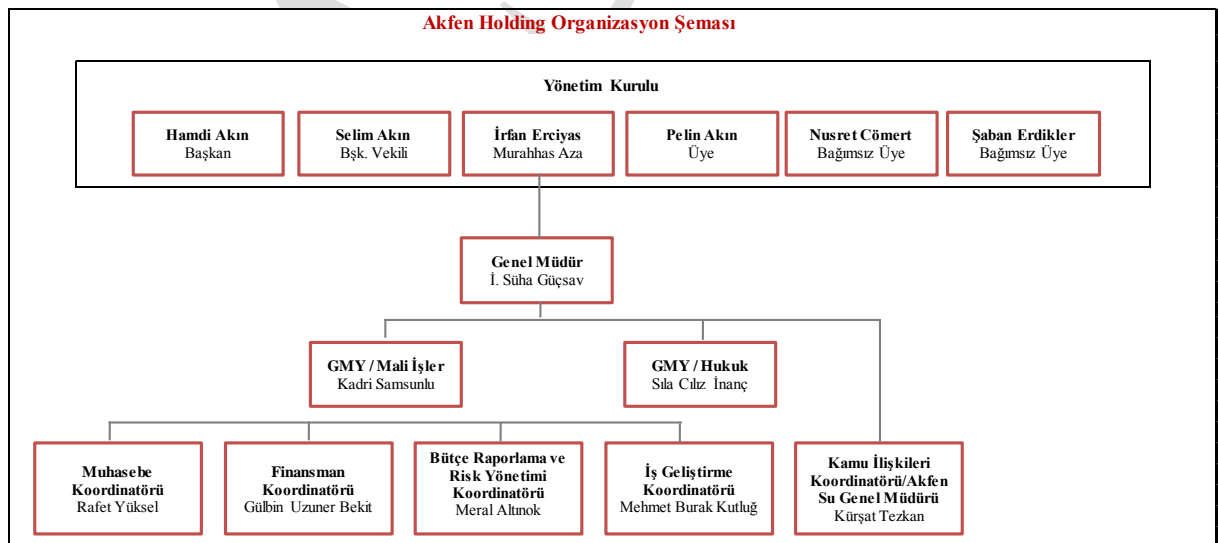 Akfen Holding Organizasyon Şeması
Yönetim Kurulu
Hamdi Akın
Başkan
Selim Akın
Bşk. Vekili
İrfan Erciyas
Murahhas Aza
Pelin Akın
Üye
Nusret Cömert
Bağımsız Üye
Şaban Erdikler
Bağımsız Üye
Genel Müdür
İ. Süha Güçsav
GMY / Mali İşler
Kadri Samsunlu
GMY / Hukuk
Sıla Cılız İnanç
Muhasebe
Koordinatörü
Rafet Yüksel
Finansman
Koordinatörü
Gülbin Uzuner Bekit
Bütçe Raporlama ve
Risk Yönetimi
Koordinatörü
Meral Altınok
İş Geliştirme
Koordinatörü
Mehmet Burak Kutluğ
Kamu İlişkileri
Koordinatörü/Akfen
Su Genel Müdürü
Kürşat Tezkan